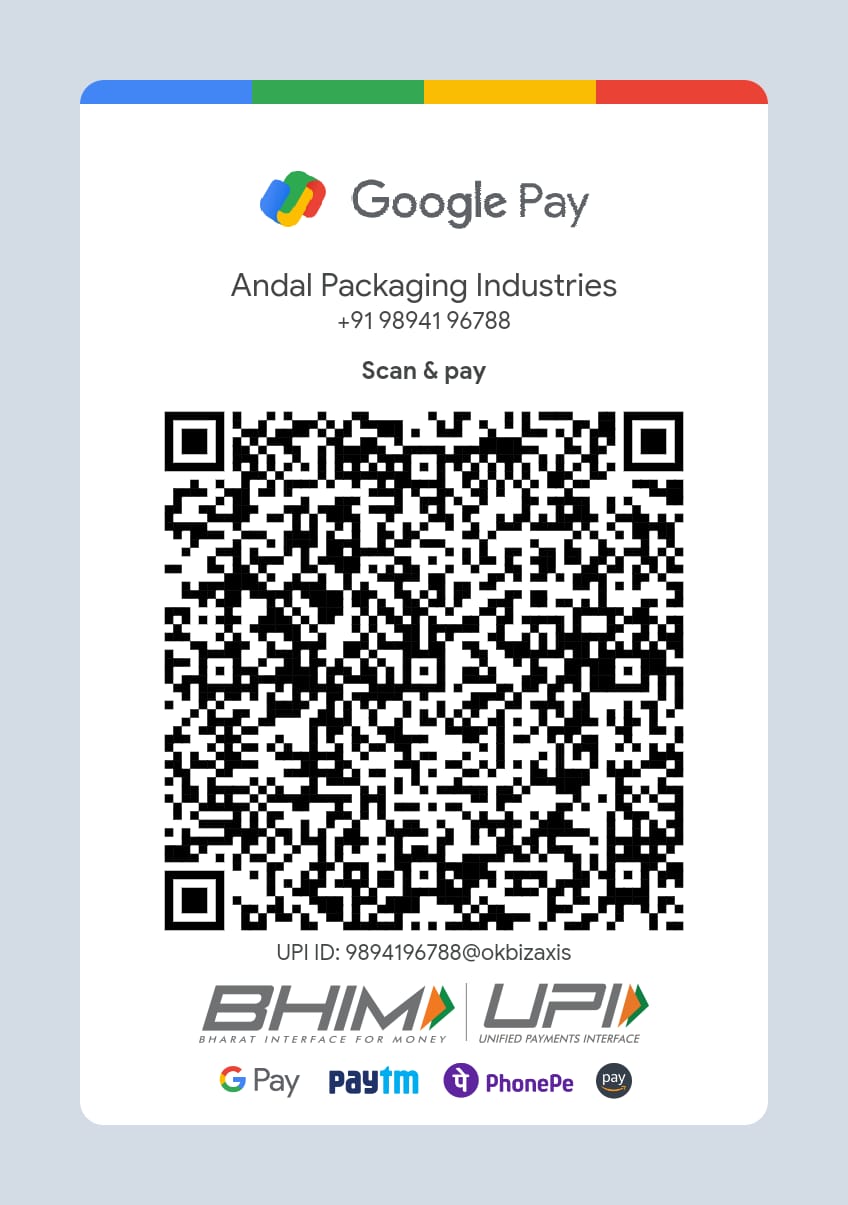 Google Pay
Andal Packaging Industries
+91 98941 96788
Scan & pay
UPI ID: 9894196788@okbizaxis
BHIM UPI
BHARAT INTERFACE FOR MONEY UNIFIED PAYMENTS INTERFACE
G Pay paytm पे PhonePe pay